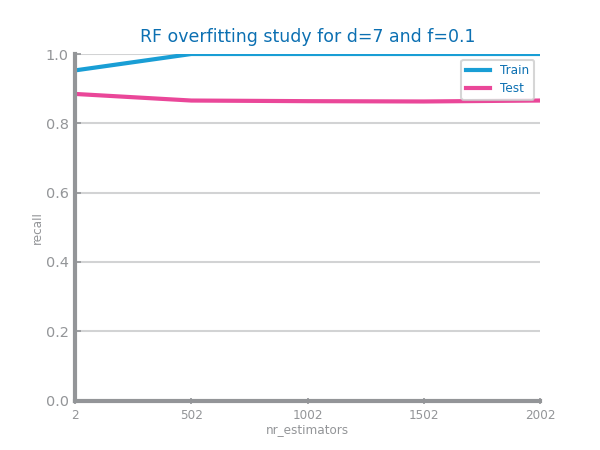 RF overfitting study for d=7 and f=0.1
1.0
Train
Test
0.8
0.6
recall
0.4
0.2
0.0
2 502 1002 1502 2002
nr_estimators